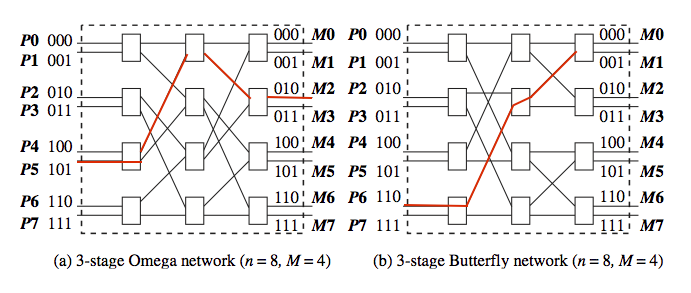 P0 000 000 M0 P0 000 000 M0
P1 001 001 M1 P1 001 001 M1
P2 010 010 M2 P2 010 010 M2
P3 011 011 M3 P3 011 011 M3
P4 100 100 M4 P4 100 100 M4
P5 101 101 M5 P5 101 101 M5
P6 110 110 M6 P6 110 110 M6
P7 111 111 M7 P7 111 111 M7
(a) 3-stage Omega network (n = 8, M = 4) (b) 3-stage Butterfly network (n = 8, M = 4)